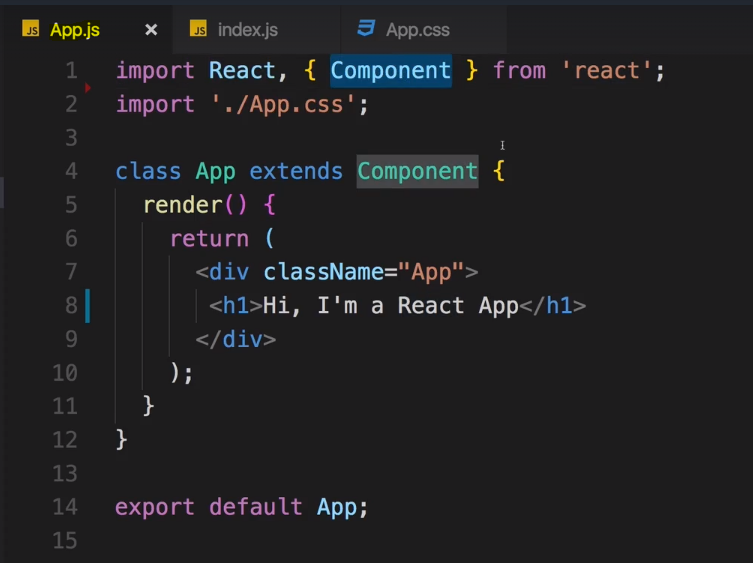 JS App.js × JS index.js App.css
1 import React, { Component } from 'react';
2 import './App.css';
3
4 class App extends Component {
5   render() {
6     return (
7       <div className="App">
8        <h1>Hi, I'm a React App</h1>
9       </div>
10     );
11   }
12 }
13
14 export default App;
15